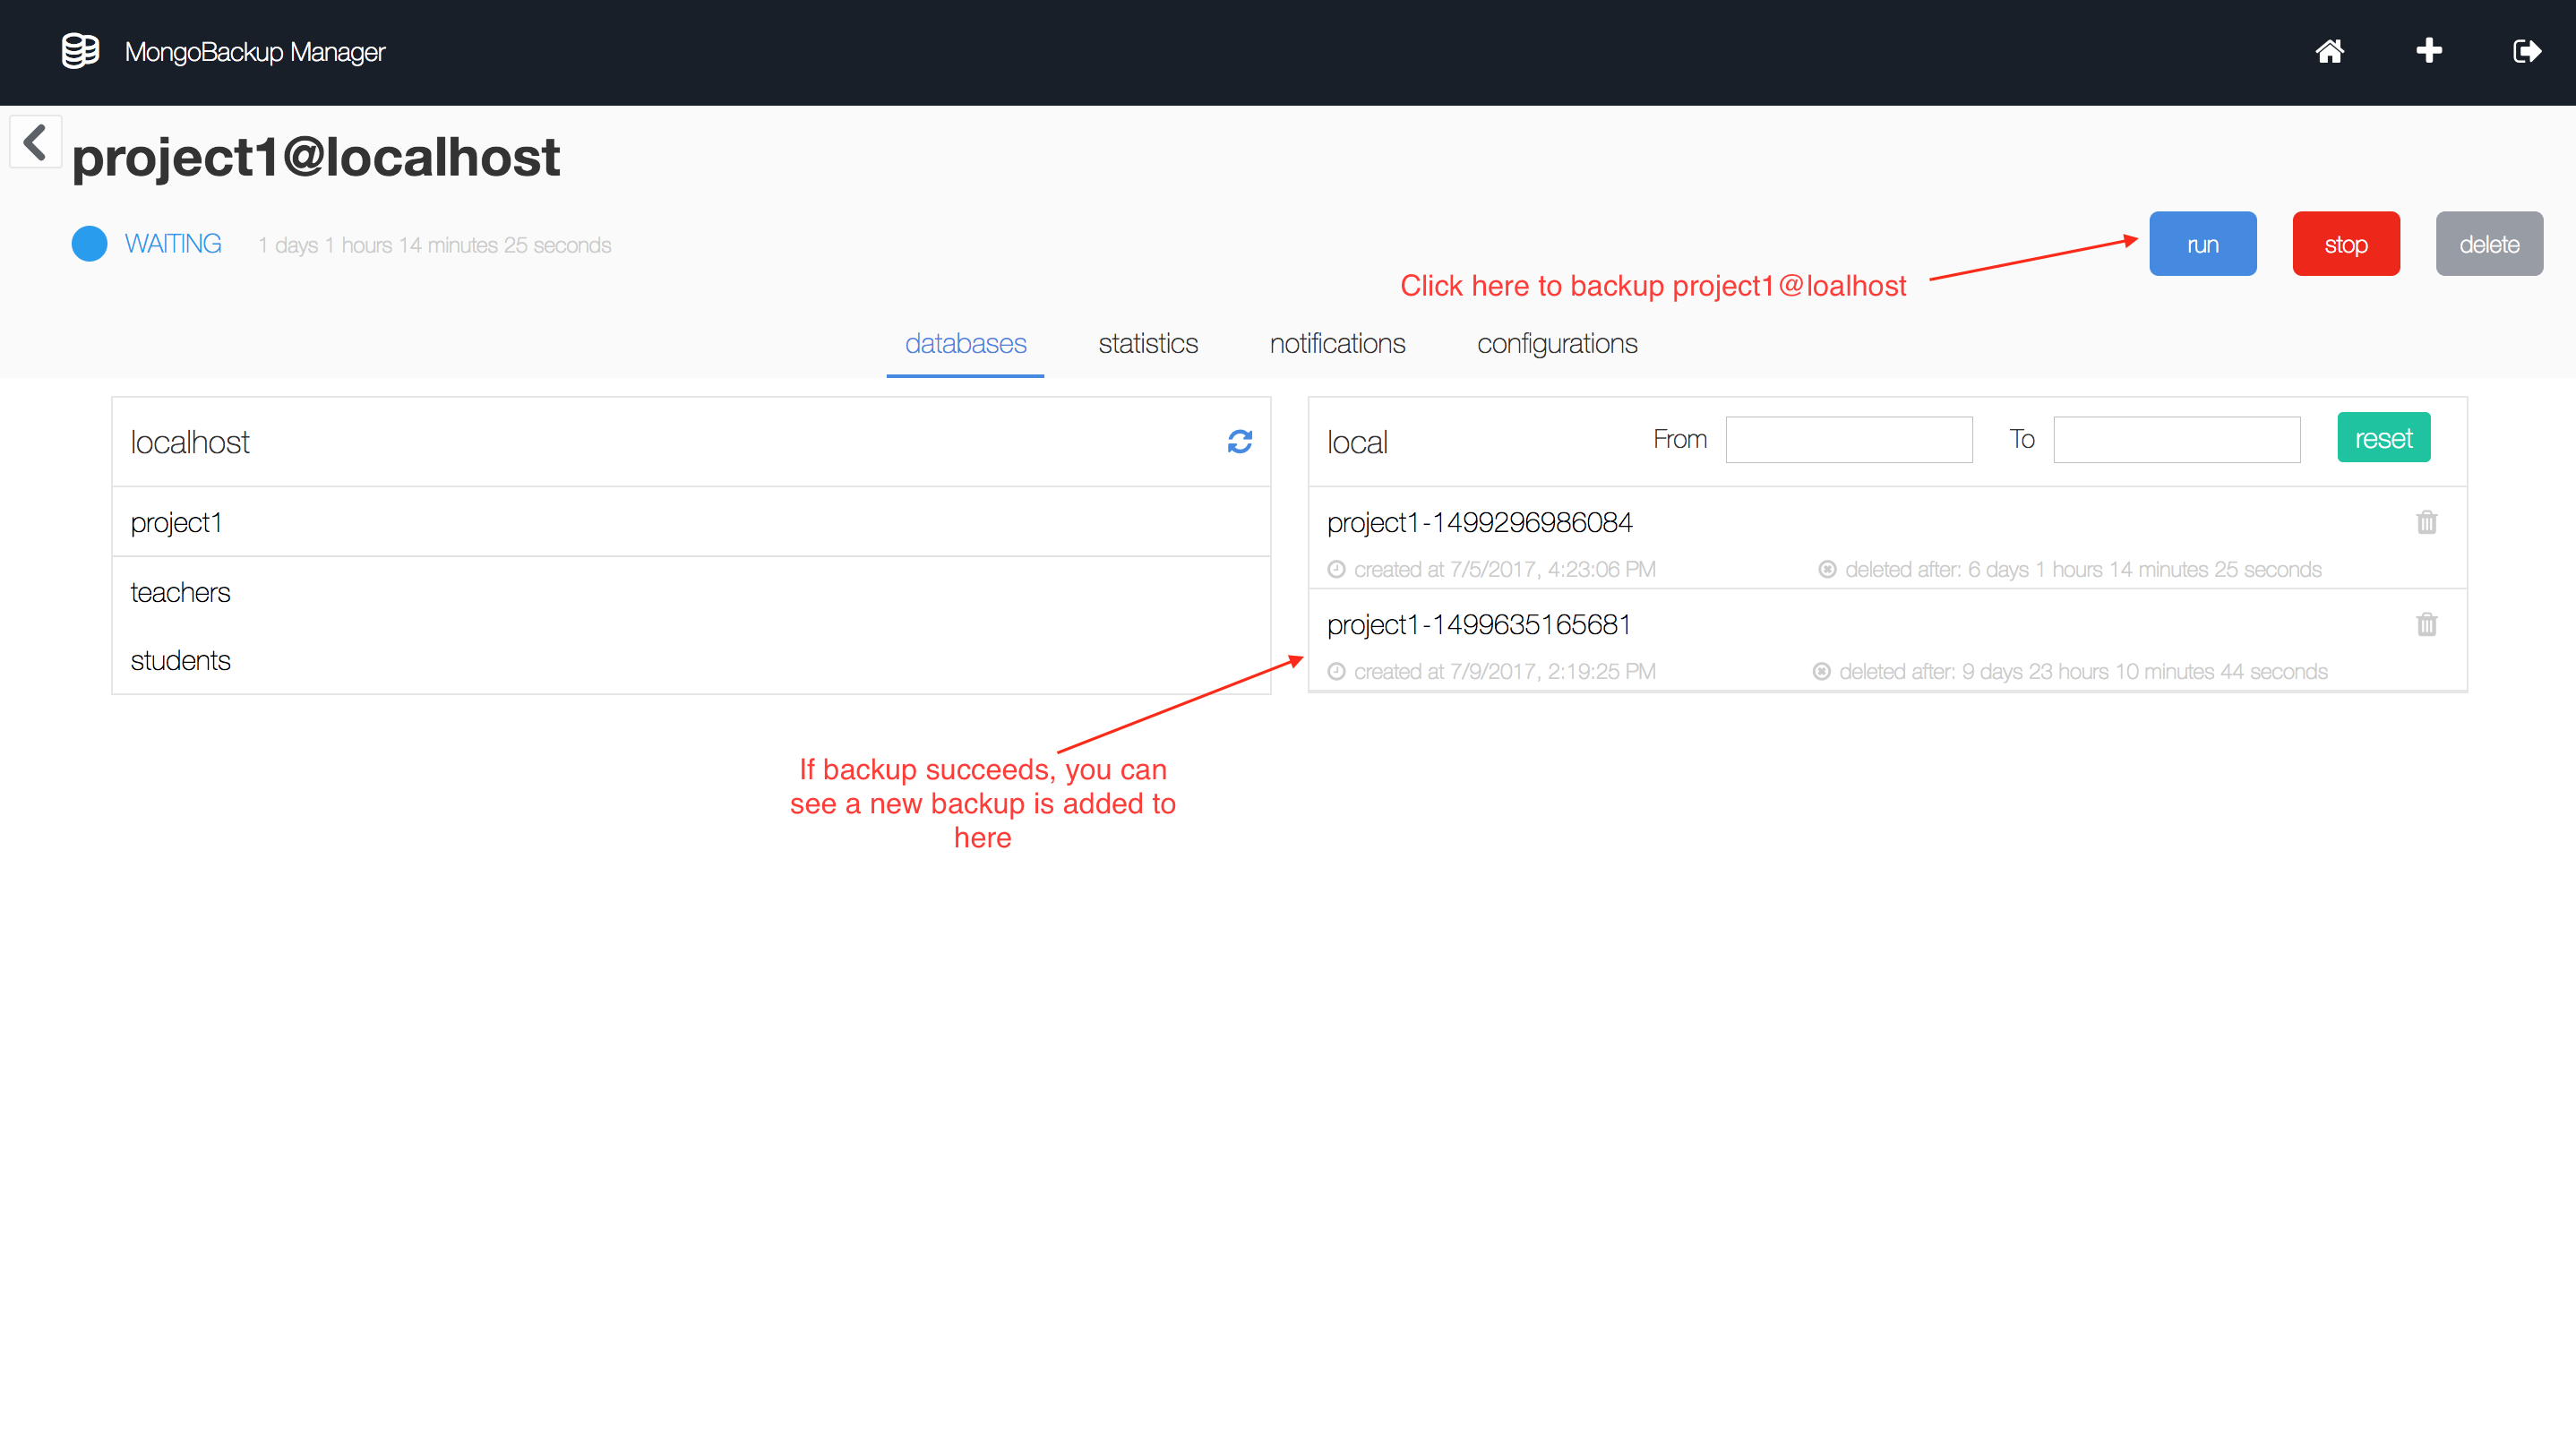 MongoBackup Manager
project1@localhost
WAITING 1 days 1 hours 14 minutes 25 seconds
run stop delete
Click here to backup project1@loalhost
databases statistics notifications configurations
localhost
project1
teachers
students
local From To reset
project1-1499296986084
created at 7/5/2017, 4:23:06 PM deleted after: 6 days 1 hours 14 minutes 25 seconds
project1-1499635165681
created at 7/9/2017, 2:19:25 PM deleted after: 9 days 23 hours 10 minutes 44 seconds
If backup succeeds, you can
see a new backup is added to
here